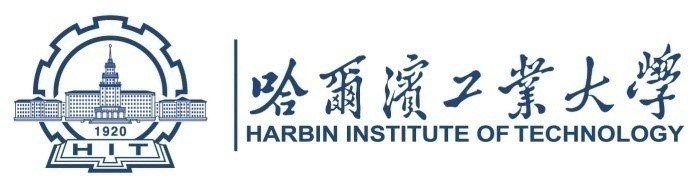 1920
HIT
哈爾濱工業大學
HARBIN INSTITUTE OF TECHNOLOGY